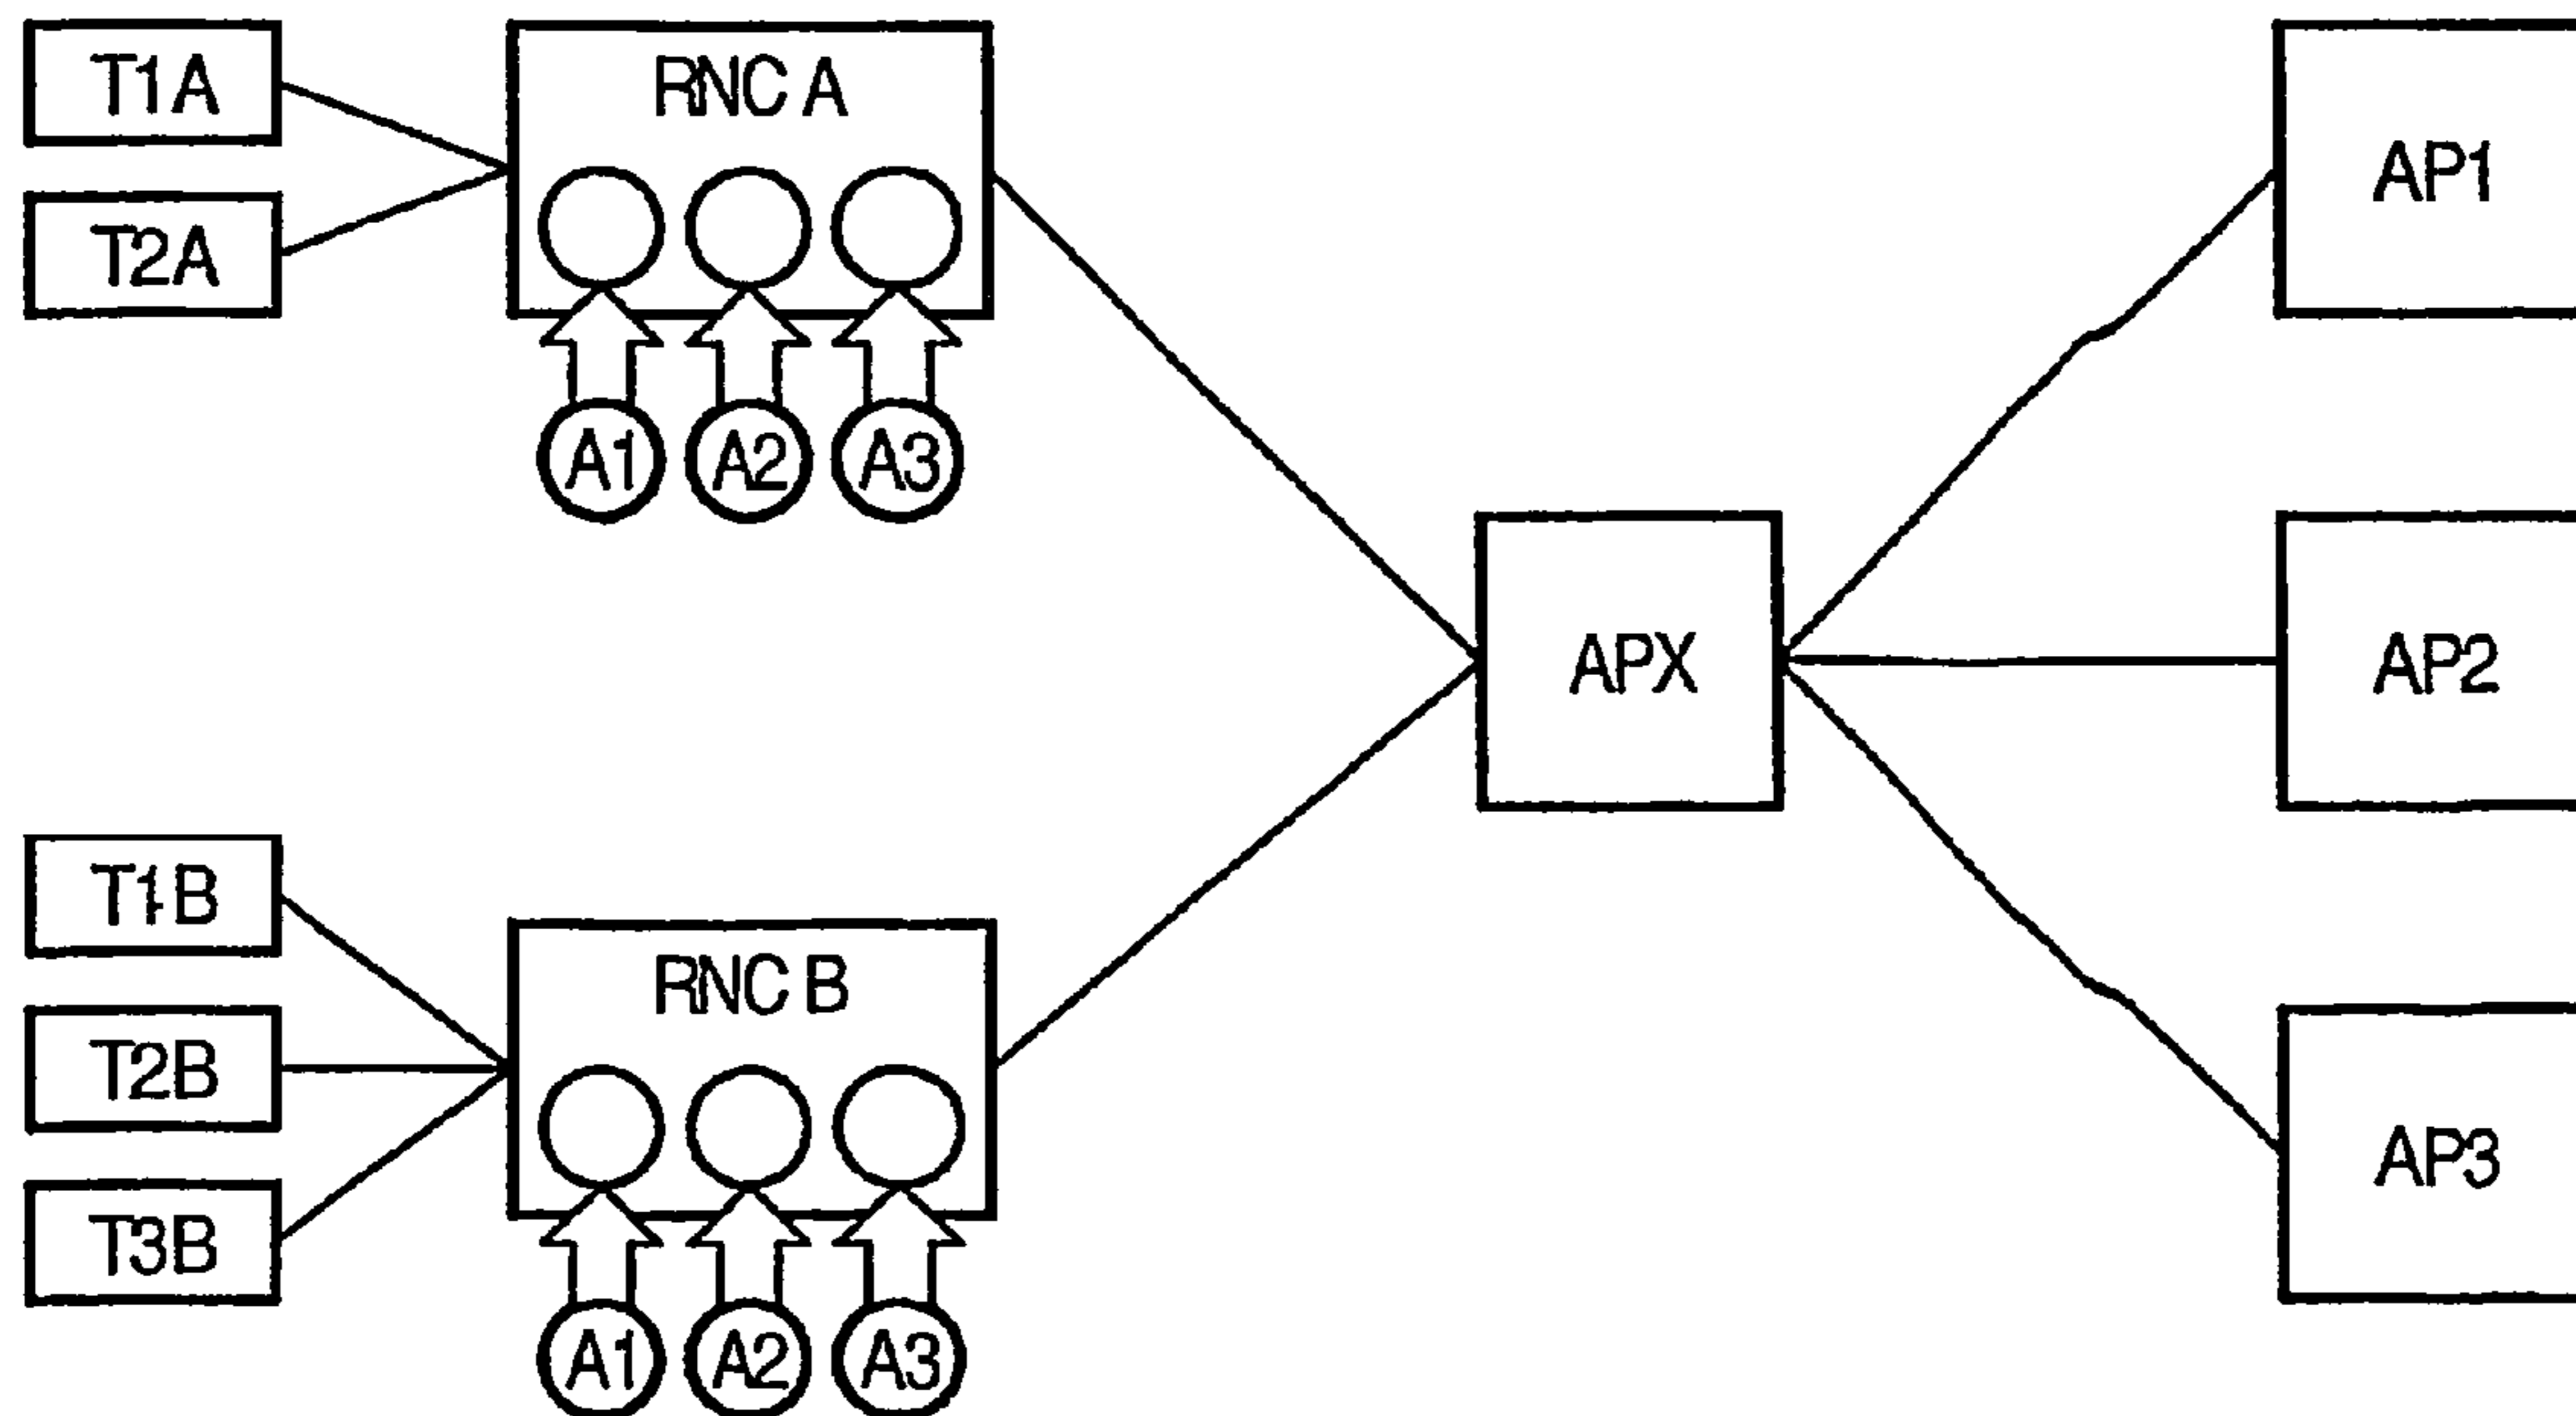 T1A
T2A
RNC A
A1 A2 A3
T1B
T2B
T3B
RNC B
A1 A2 A3
APX
AP1
AP2
AP3